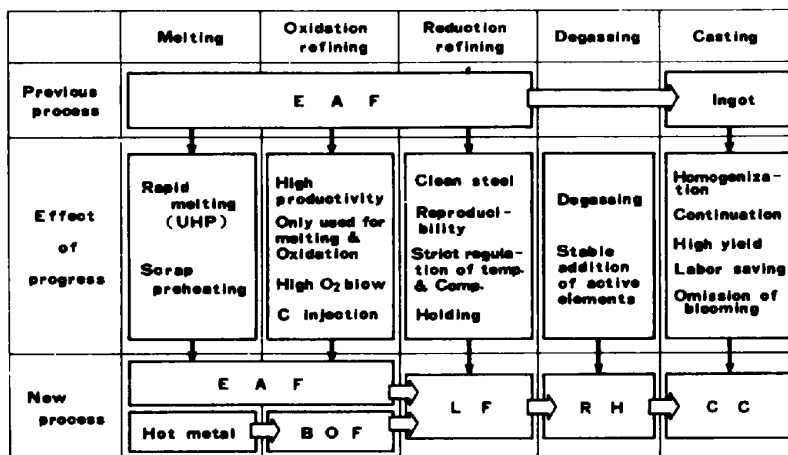 Melting
Oxidation
refining
Reduction
refining
Degassing
Casting
Previous
process
E A F
Ingot
Effect
of
progress
Rapid
melting
(UHP)
Scrap
preheating
High
productivity
Only used for
melting &
Oxidation
High O2 blow
C injection
Clean steel
Reproduci-
bility
Strict regul-
ation of temp.
& Comp.
Holding
Degassing
Stable
addition
of active
elements
Homogeniza-
tion
Continuation
High yield
Labor saving
Omission of
blooming
New
process
E A F
Hot metal
B O F
L F
R H
C C